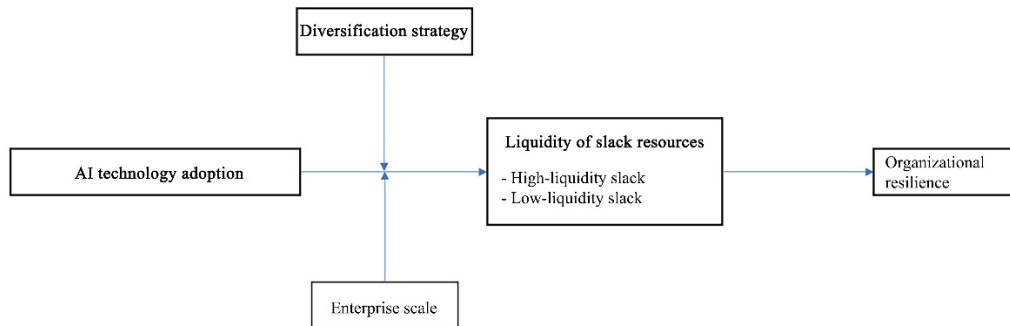 Diversification strategy
AI technology adoption
Liquidity of slack resources
- High-liquidity slack
- Low-liquidity slack
Organizational
resilience
Enterprise scale